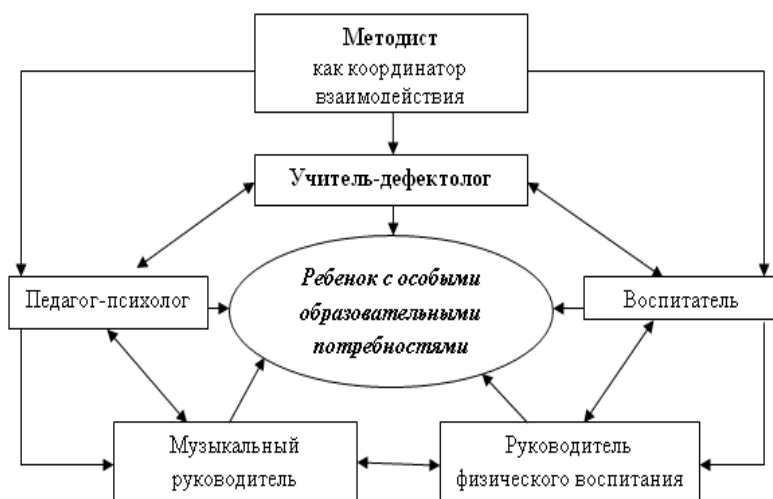 Методист
как координатор
взаимодействия
Учитель-дефектолог
Педагог-психолог
Ребенок с особыми
образовательными
потребностями
Воспитатель
Музыкальный
руководитель
Руководитель
физического воспитания